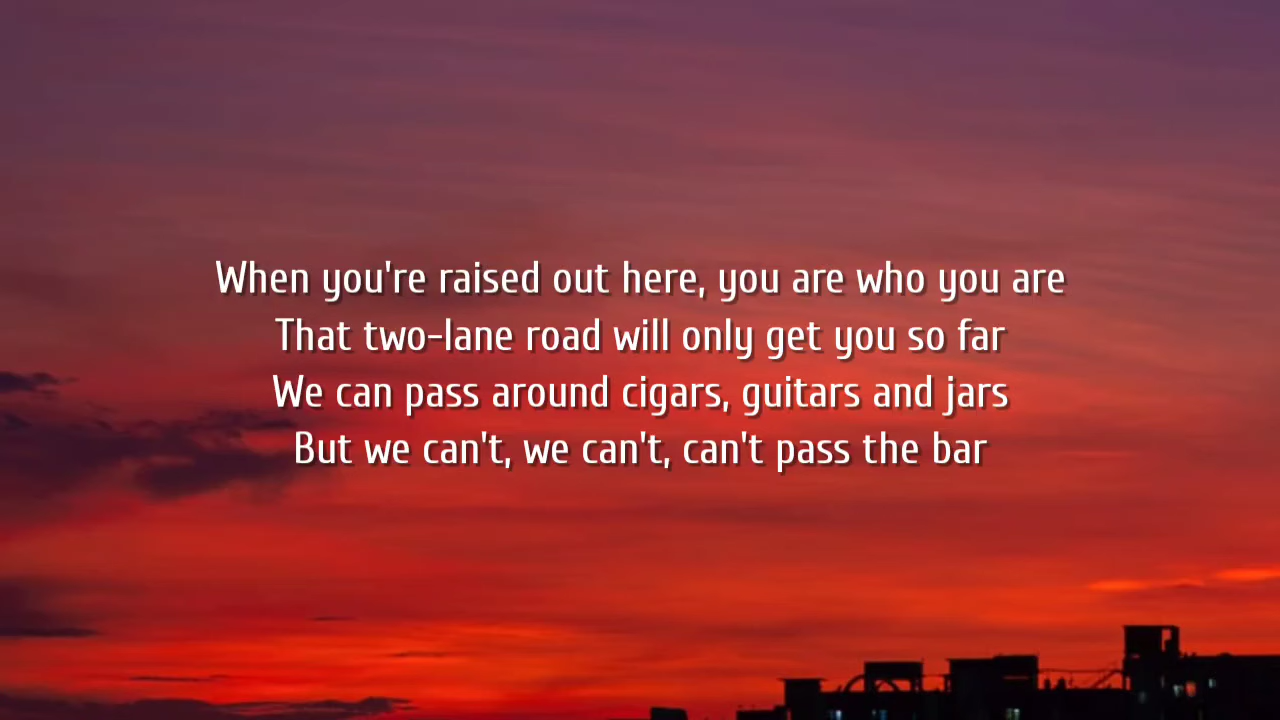 When you're raised out here, you are who you are
That two-lane road will only get you so far
We can pass around cigars, guitars and jars
But we can't, we can't, can't pass the bar